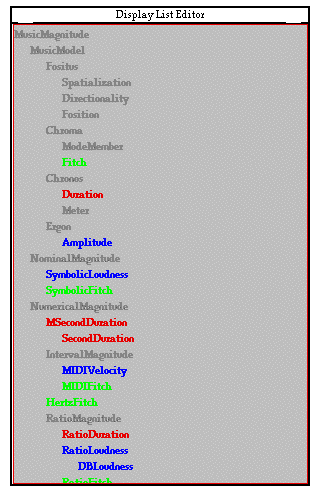 Display List Editor
MusicMagnitude
MusicModel
Positus
Spatialization
Directionality
Position
Chroma
ModeMember
Pitch
Chronos
Duration
Meter
Ergon
Amplitude
NominalMagnitude
SymbolicLoudness
SymbolicPitch
NumericalMagnitude
MSecondDuration
SecondDuration
IntervalMagnitude
MIDIVelocity
MIDIPitch
HertzPitch
RatioMagnitude
RatioDuration
RatioLoudness
DBLoudness
RatioPitch